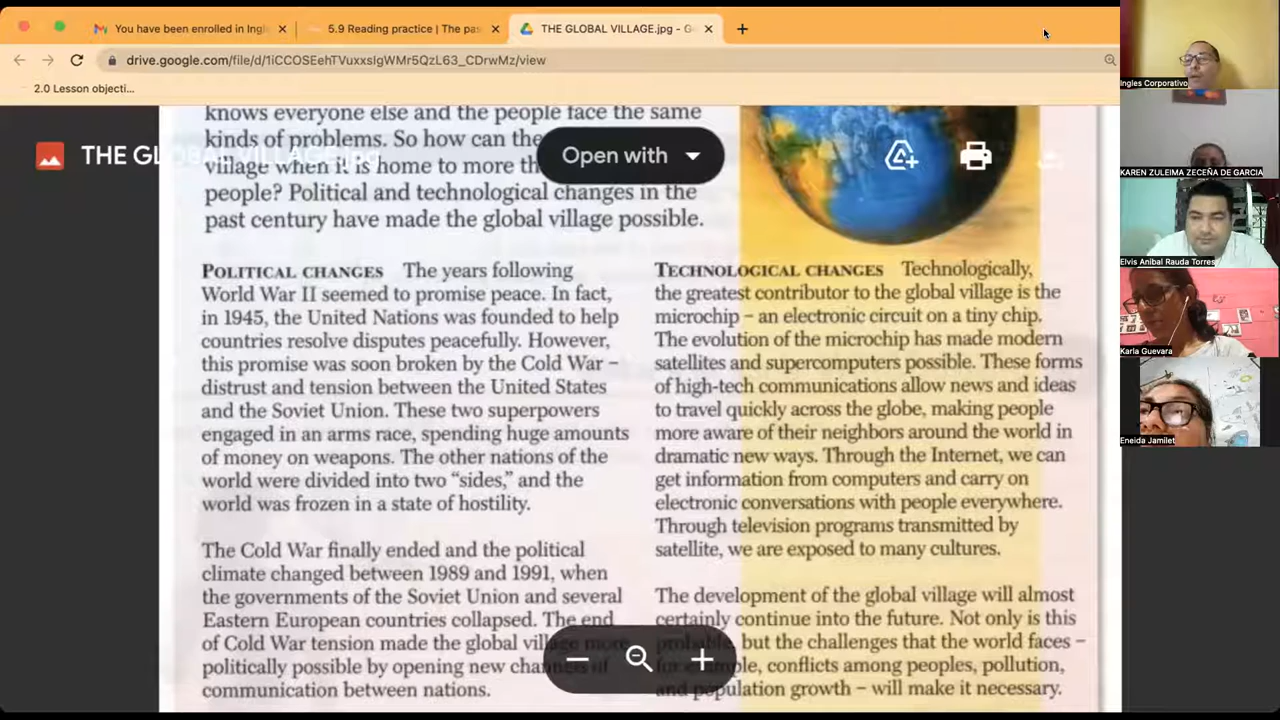 You have been enrolled in Ingl
5.9 Reading practice | The pas
THE GLOBAL VILLAGE.jpg - G
drive.google.com/file/d/1iCCOSEehTVuxxsIgWMr5QzL63_CDrwMz/view
2.0 Lesson objecti...
THE GLOBAL VILLAGE.jpg
Open with
knows everyone else and the people face the same
kinds of problems. So how can the
village when it is home to more th
people? Political and technological changes in the
past century have made the global village possible.
POLITICAL CHANGES The years following
World War II seemed to promise peace. In fact,
in 1945, the United Nations was founded to help
countries resolve disputes peacefully. However,
this promise was soon broken by the Cold War –
distrust and tension between the United States
and the Soviet Union. These two superpowers
engaged in an arms race, spending huge amounts
of money on weapons. The other nations of the
world were divided into two “sides,” and the
world was frozen in a state of hostility.
The Cold War finally ended and the political
climate changed between 1989 and 1991, when
the governments of the Soviet Union and several
Eastern European countries collapsed. The end
of Cold War tension made the global village more
politically possible by opening new channels of
communication between nations.
TECHNOLOGICAL CHANGES Technologically,
the greatest contributor to the global village is the
microchip – an electronic circuit on a tiny chip.
The evolution of the microchip has made modern
satellites and supercomputers possible. These forms
of high-tech communications allow news and ideas
to travel quickly across the globe, making people
more aware of their neighbors around the world in
dramatic new ways. Through the Internet, we can
get information from computers and carry on
electronic conversations with people everywhere.
Through television programs transmitted by
satellite, we are exposed to many cultures.
The development of the global village will almost
certainly continue into the future. Not only is this
probable, but the challenges that the world faces –
for example, conflicts among peoples, pollution,
and population growth – will make it necessary.
Ingles Corporativo
KAREN ZULEIMA ZECEÑA DE GARCIA
Elvis Anibal Rauda Torres
Karla Guevara
Eneida Jamilet